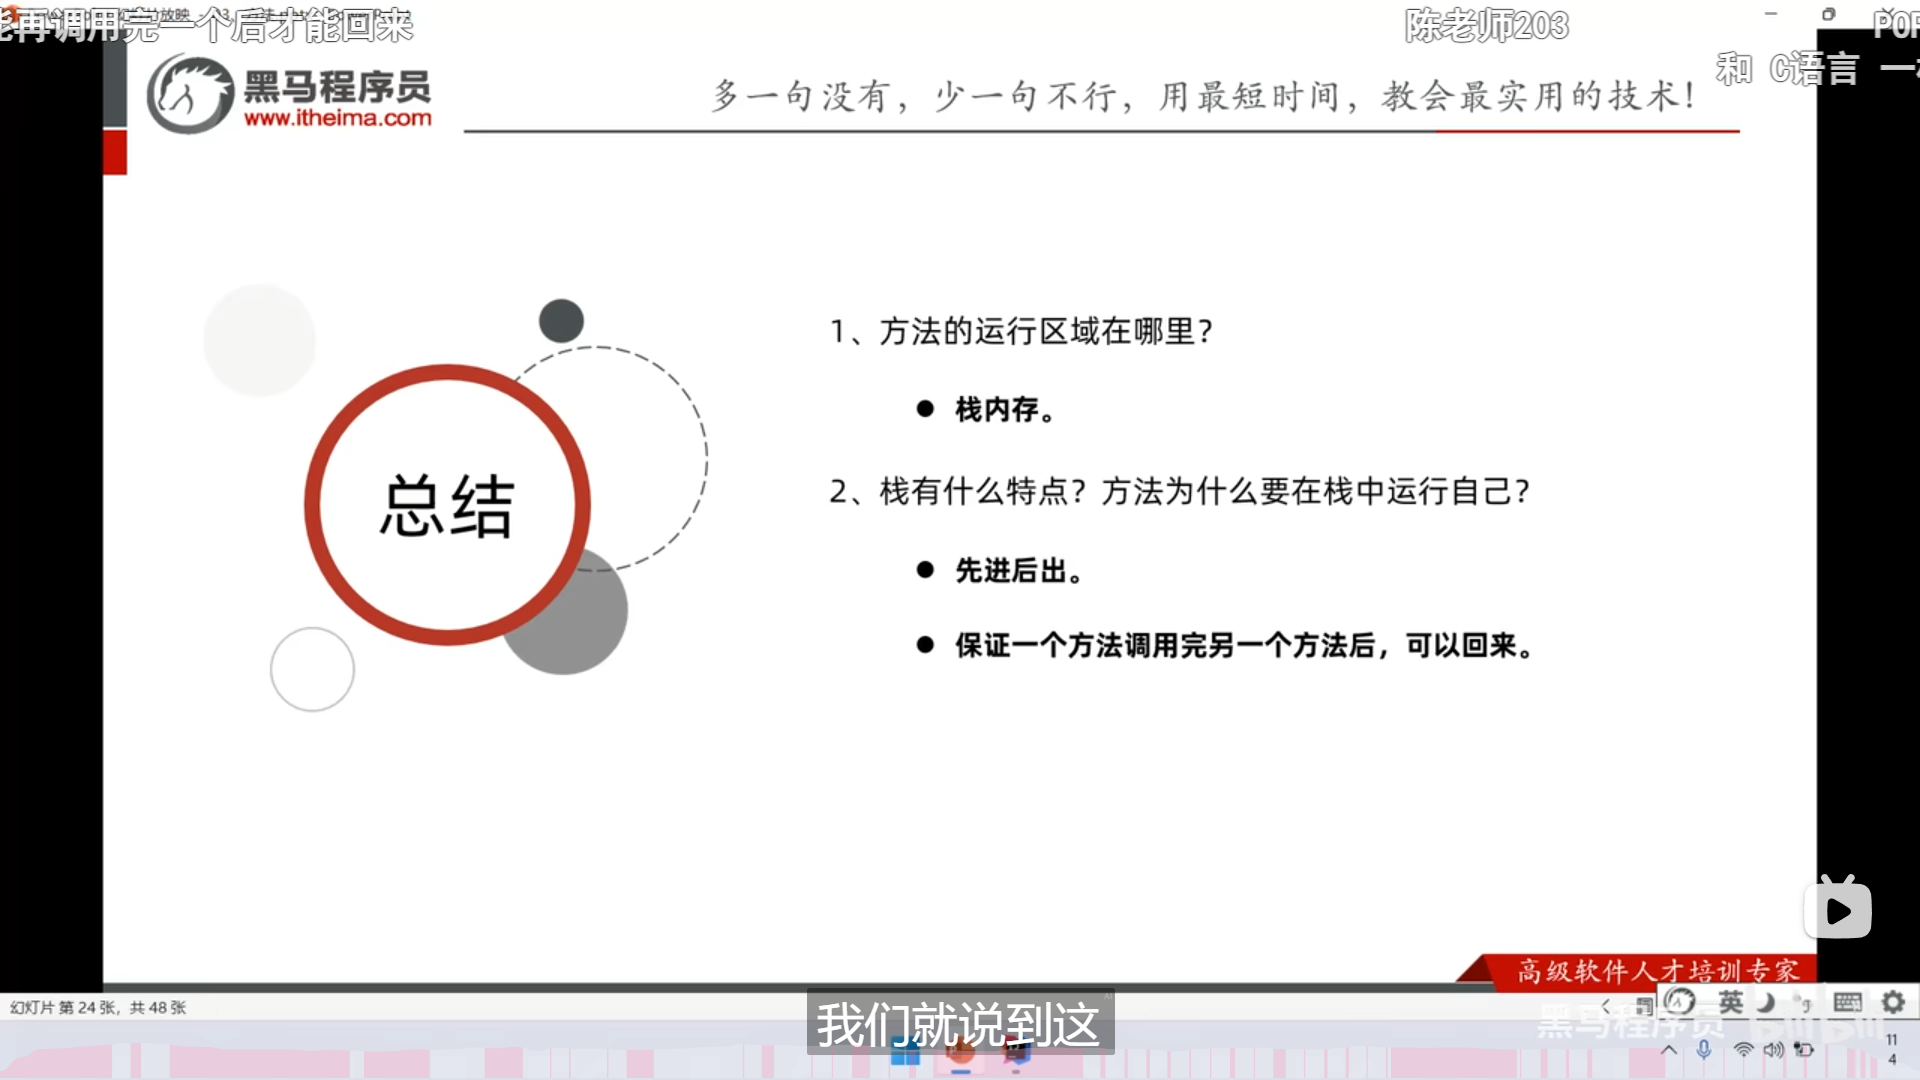 能再调用完一个后才能回来
陈老师203
和 C语言 一
黑马程序员
www.itheima.com
多一句没有，少一句不行，用最短时间，教会最实用的技术！
总结
1、方法的运行区域在哪里？
栈内存。
2、栈有什么特点？方法为什么要在栈中运行自己？
先进后出。
保证一个方法调用完另一个方法后，可以回来。
高级软件人才培训专家
幻灯片 第 24 张，共 48 张
英
黑马程序员 bilibili
我们就说到这
11
4